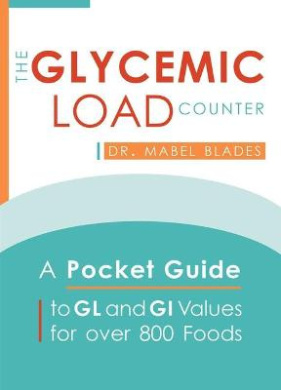 THE
GLYCEMIC
LOAD COUNTER
DR. MABEL BLADES
A Pocket Guide
to GL and GI Values
for over 800 Foods